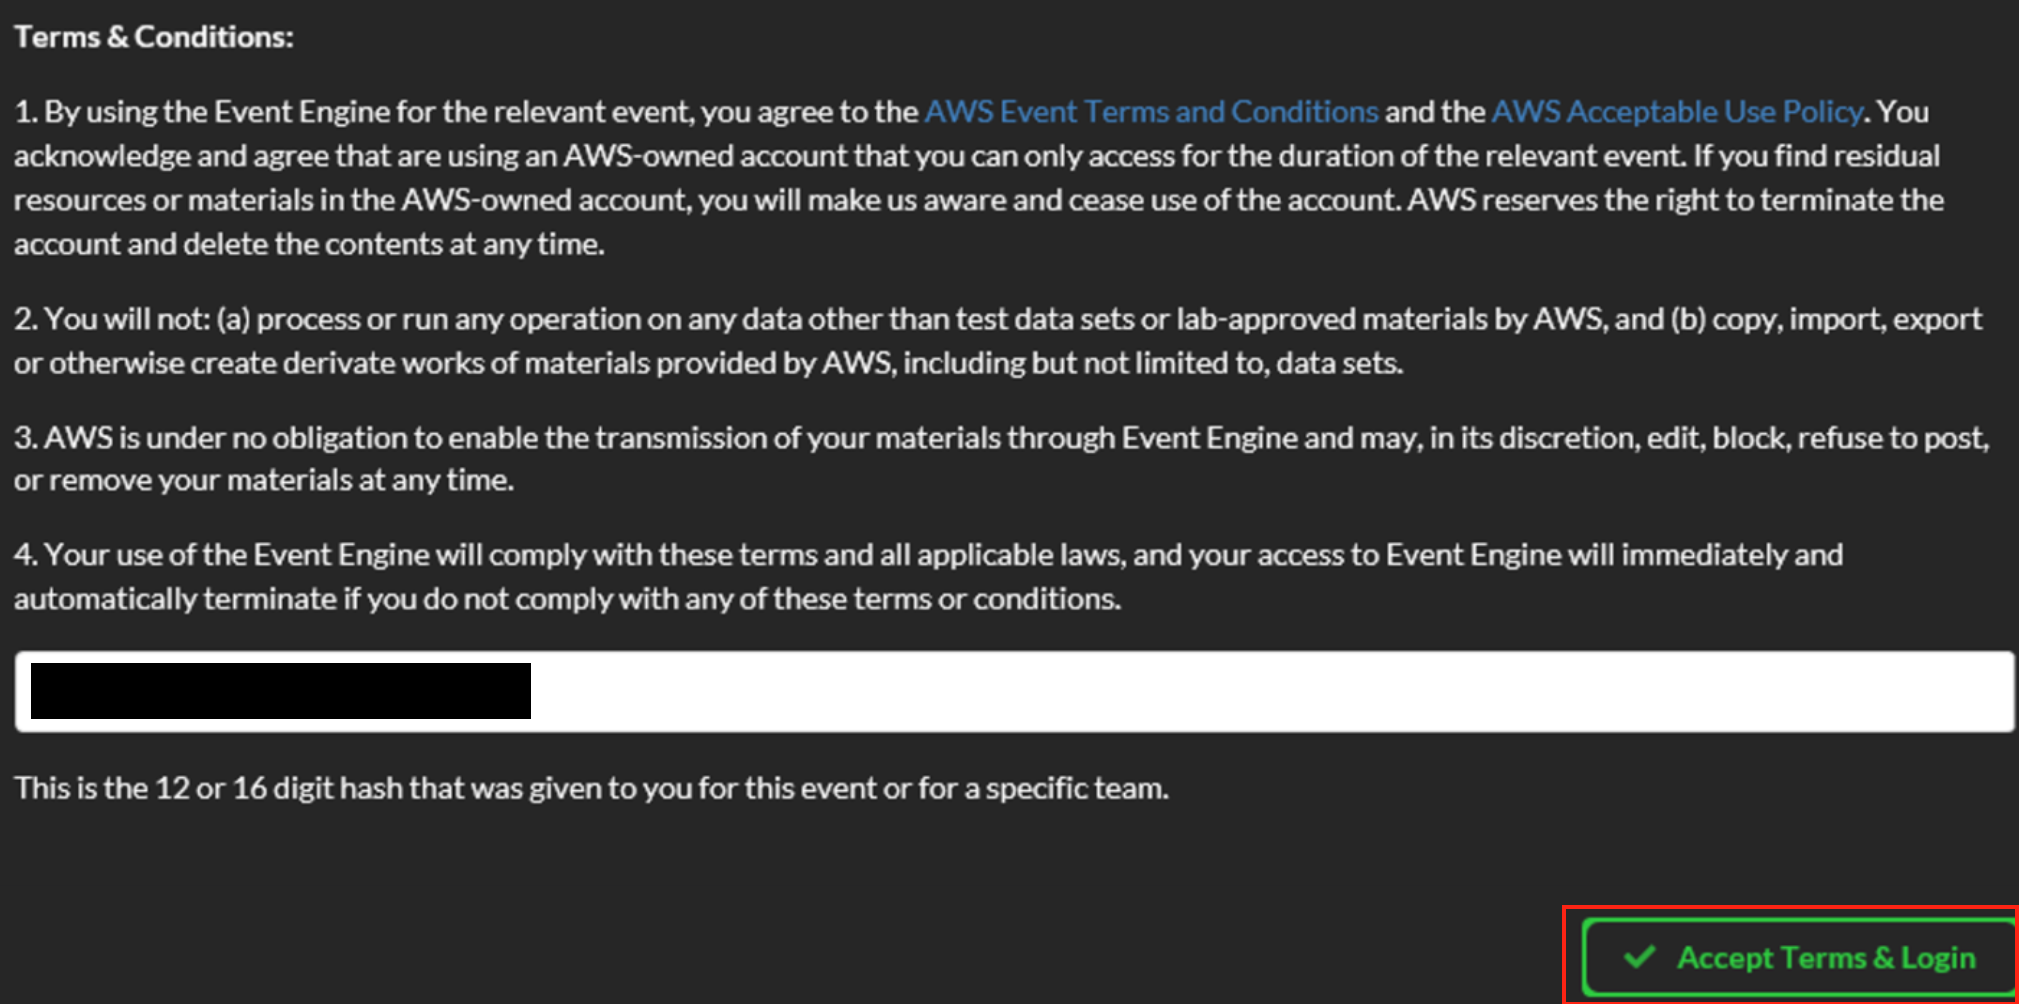 Terms & Conditions:
1. By using the Event Engine for the relevant event, you agree to the AWS Event Terms and Conditions and the AWS Acceptable Use Policy. You
acknowledge and agree that are using an AWS-owned account that you can only access for the duration of the relevant event. If you find residual
resources or materials in the AWS-owned account, you will make us aware and cease use of the account. AWS reserves the right to terminate the
account and delete the contents at any time.
2. You will not: (a) process or run any operation on any data other than test data sets or lab-approved materials by AWS, and (b) copy, import, export
or otherwise create derivate works of materials provided by AWS, including but not limited to, data sets.
3. AWS is under no obligation to enable the transmission of your materials through Event Engine and may, in its discretion, edit, block, refuse to post,
or remove your materials at any time.
4. Your use of the Event Engine will comply with these terms and all applicable laws, and your access to Event Engine will immediately and
automatically terminate if you do not comply with any of these terms or conditions.
This is the 12 or 16 digit hash that was given to you for this event or for a specific team.
Accept Terms & Login